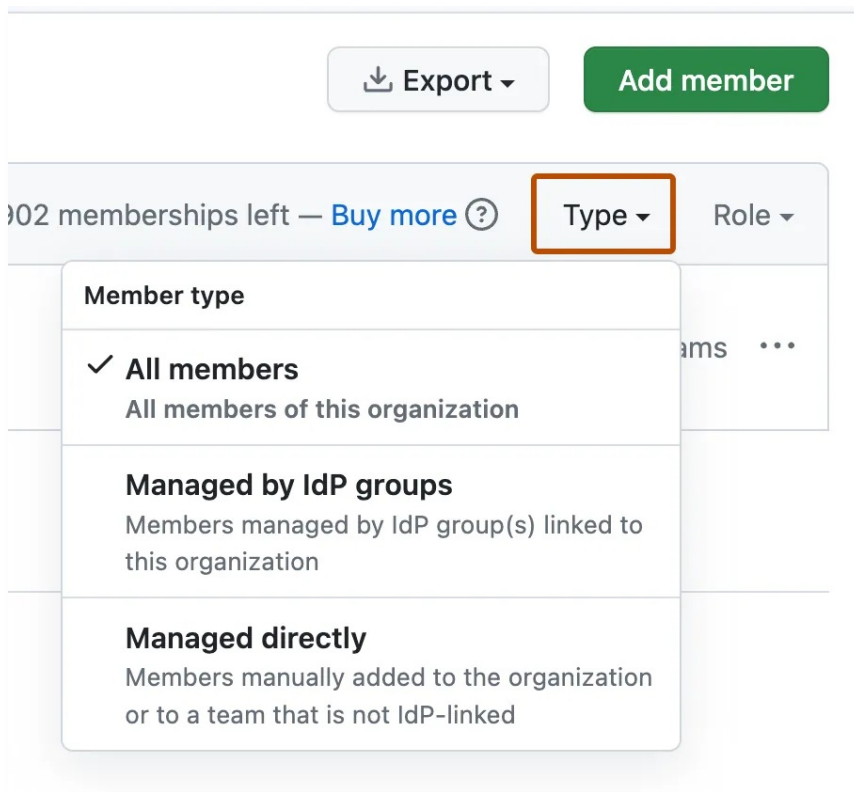 Export
Add member
902 memberships left — Buy more ?
Type
Role
Member type
All members
All members of this organization
Managed by IdP groups
Members managed by IdP group(s) linked to
this organization
Managed directly
Members manually added to the organization
or to a team that is not IdP-linked